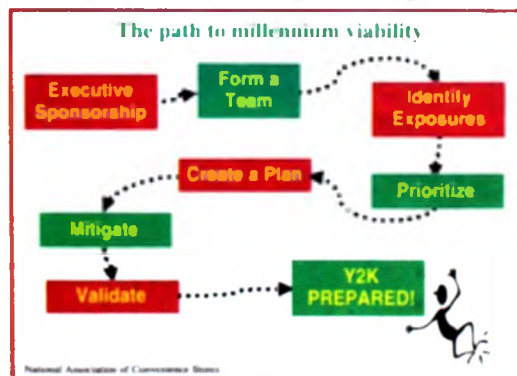 The path to millennium viability
Executive
Sponsorship
Form a
Team
Identify
Exposures
Prioritize
Create a Plan
Mitigate
Validate
Y2K
PREPARED!
National Association of Convenience Stores